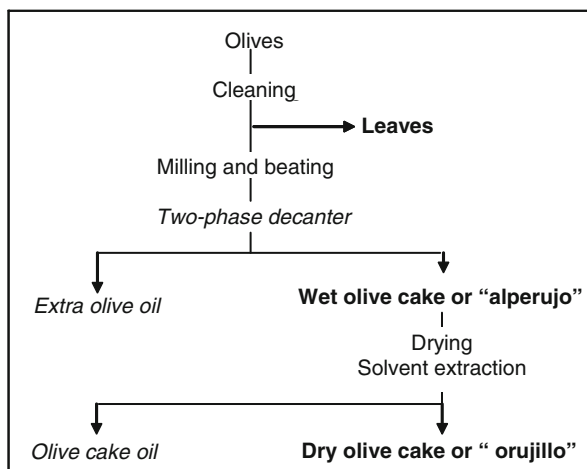 Olives
Cleaning
Leaves
Milling and beating
Two-phase decanter
Extra olive oil
Wet olive cake or “alperujo”
Drying
Solvent extraction
Olive cake oil
Dry olive cake or “ orujillo”